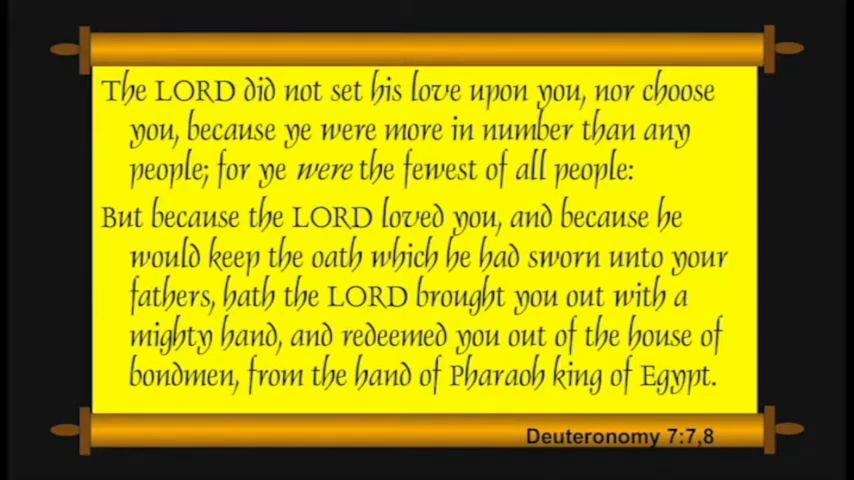 The LORD did not set his love upon you, nor choose
you, because ye were more in number than any
people; for ye were the fewest of all people:
But because the LORD loved you, and because he
would keep the oath which he had sworn unto your
fathers, hath the LORD brought you out with a
mighty hand, and redeemed you out of the house of
bondmen, from the hand of Pharaoh king of Egypt.
Deuteronomy 7:7,8